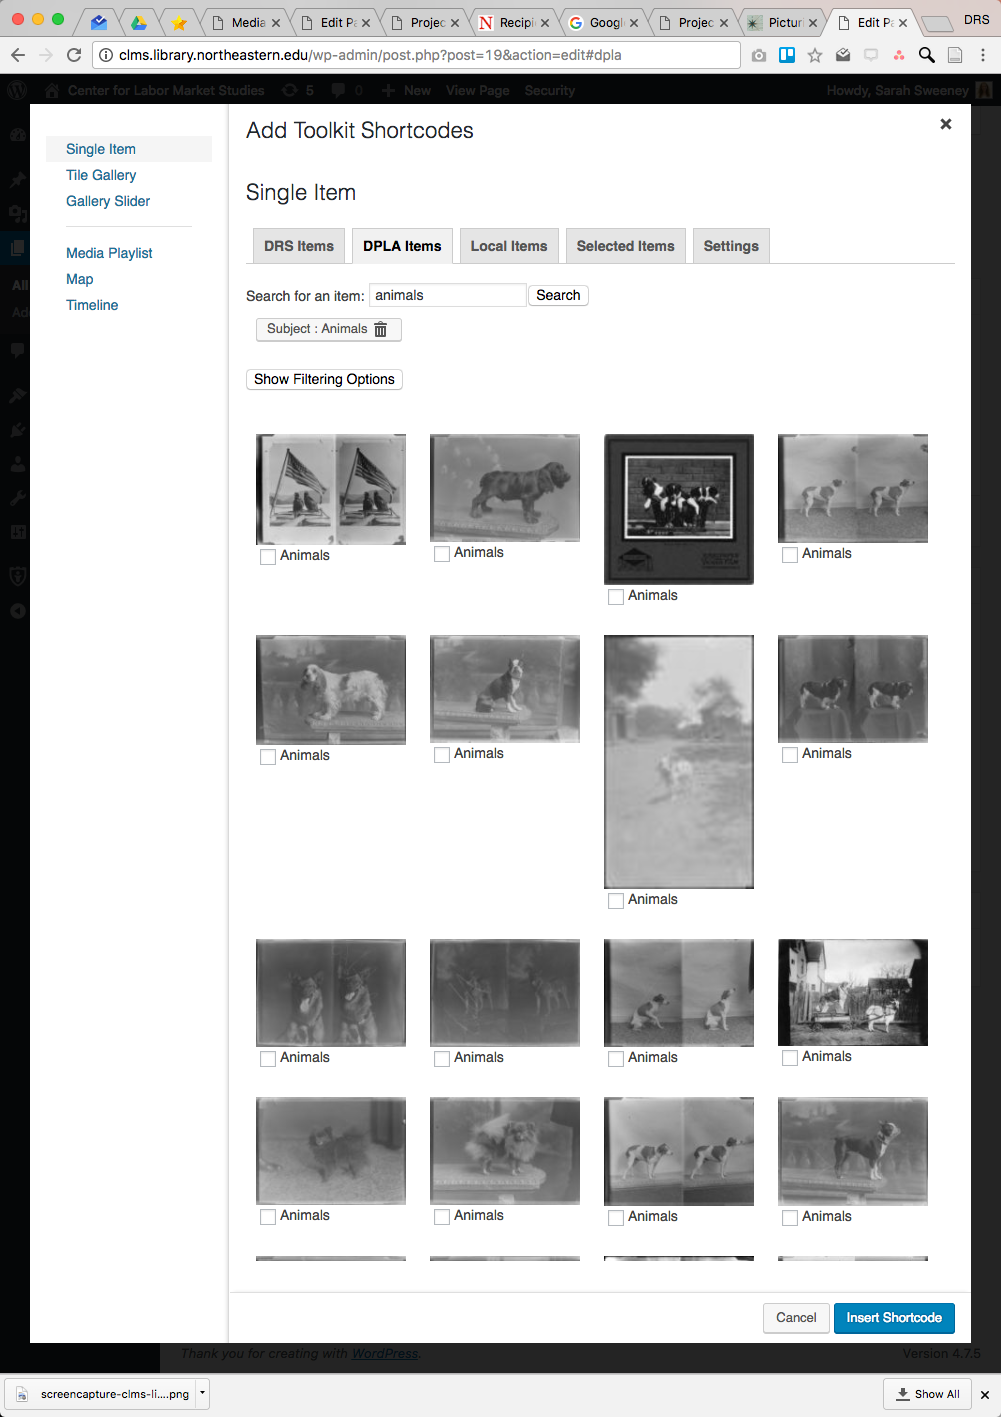 Media
Edit Pa
Projec
Recipi
Googl
Projec
Pictur
Edit Pa
DRS
clms.library.northeastern.edu/wp-admin/post.php?post=19&action=edit#dpla
Center for Labor Market Studies 5 0 New View Page Security Howdy, Sarah Sweeney
Add Toolkit Shortcodes
Single Item
Tile Gallery
Gallery Slider
Media Playlist
Map
Timeline
All
Add
Single Item
DRS Items DPLA Items Local Items Selected Items Settings
Search for an item: animals Search
Subject : Animals
Show Filtering Options
Animals Animals Animals Animals
Animals Animals Animals Animals
Animals Animals Animals Animals
Animals Animals Animals Animals
Cancel Insert Shortcode
Thank you for creating with WordPress. Version 4.7.5
screencapture-clms-li....png Show All